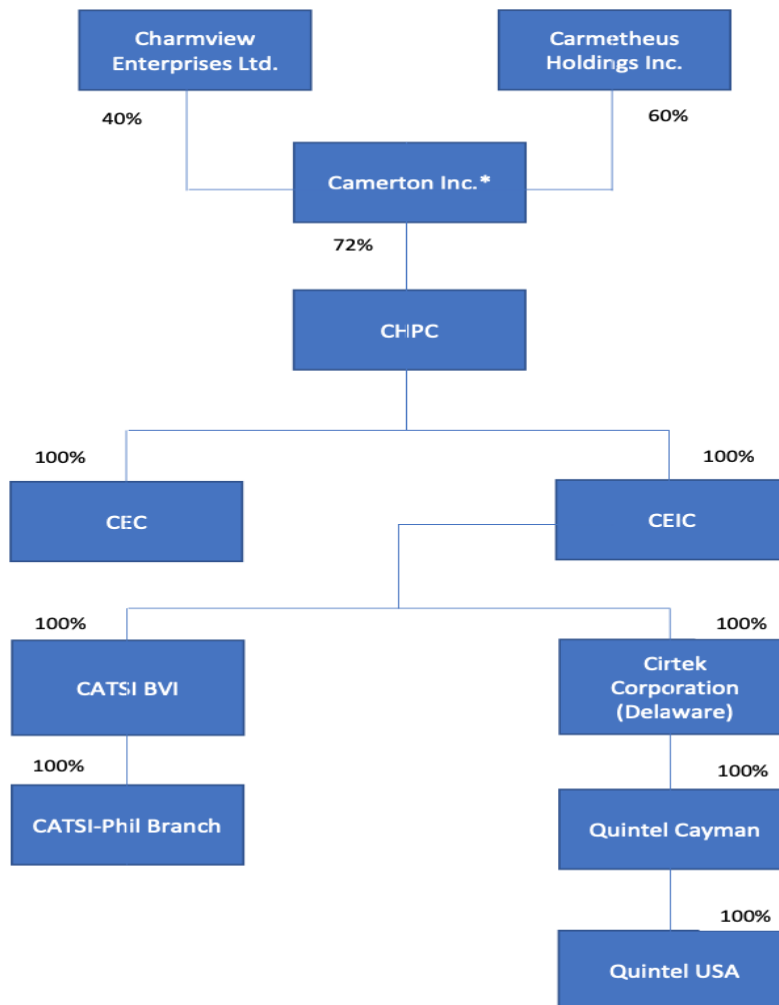 Charmview
Enterprises Ltd.
Carmetheus
Holdings Inc.
40%
60%
Camerton Inc.*
72%
CHPC
100%
100%
CEC
CEIC
100%
100%
CATSI BVI
Cirtek
Corporation
(Delaware)
100%
100%
CATSI-Phil Branch
Quintel Cayman
100%
Quintel USA